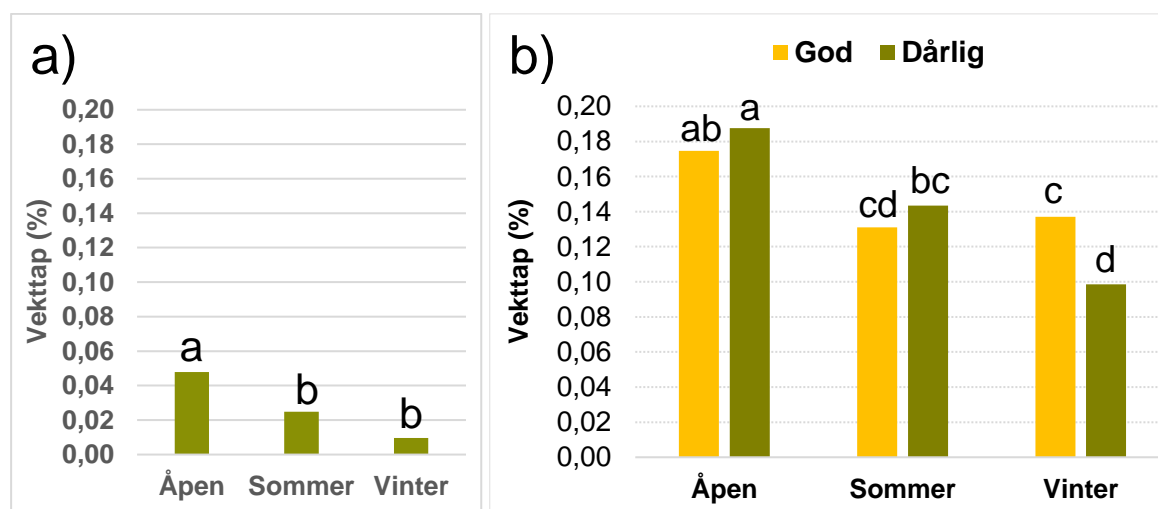 a)
Vekttap (%)
0,20
0,18
0,16
0,14
0,12
0,10
0,08
0,06
0,04
0,02
0,00
a
b
b
Åpen Sommer Vinter
b)
God Dårlig
Vekttap (%)
0,20
0,18
0,16
0,14
0,12
0,10
0,08
0,06
0,04
0,02
0,00
ab a
cd bc
c d
Åpen Sommer Vinter